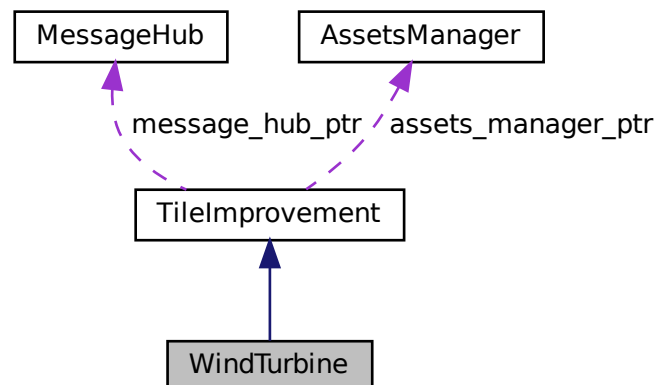 MessageHub
AssetsManager
message_hub_ptr
assets_manager_ptr
TileImprovement
WindTurbine